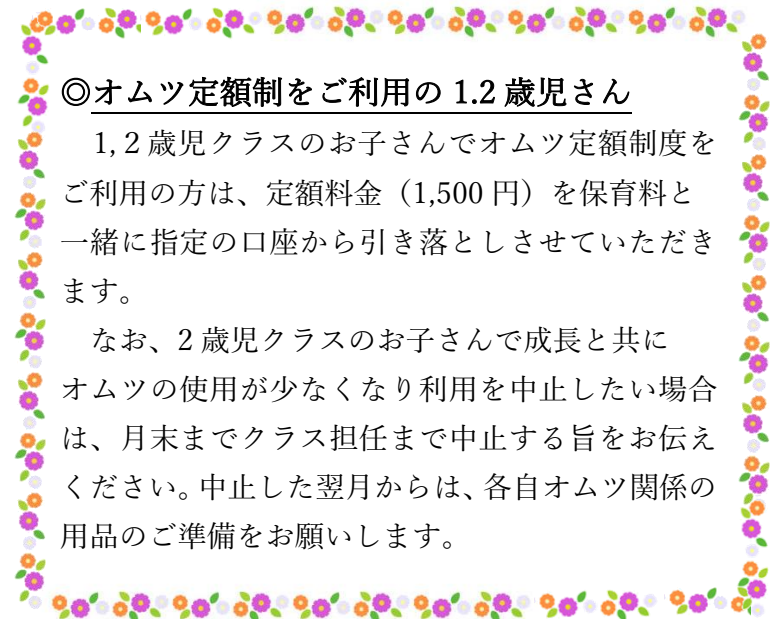 ◎オムツ定額制をご利用の 1.2 歳児さん
1,２歳児クラスのお子さんでオムツ定額制度を
ご利用の方は、定額料金（1,500 円）を保育料と
一緒に指定の口座から引き落としさせていただき
ます。
なお、2 歳児クラスのお子さんで成長と共に
オムツの使用が少なくなり利用を中止したい場合
は、月末までクラス担任まで中止する旨をお伝え
ください。中止した翌月からは、各自オムツ関係の
用品のご準備をお願いします。